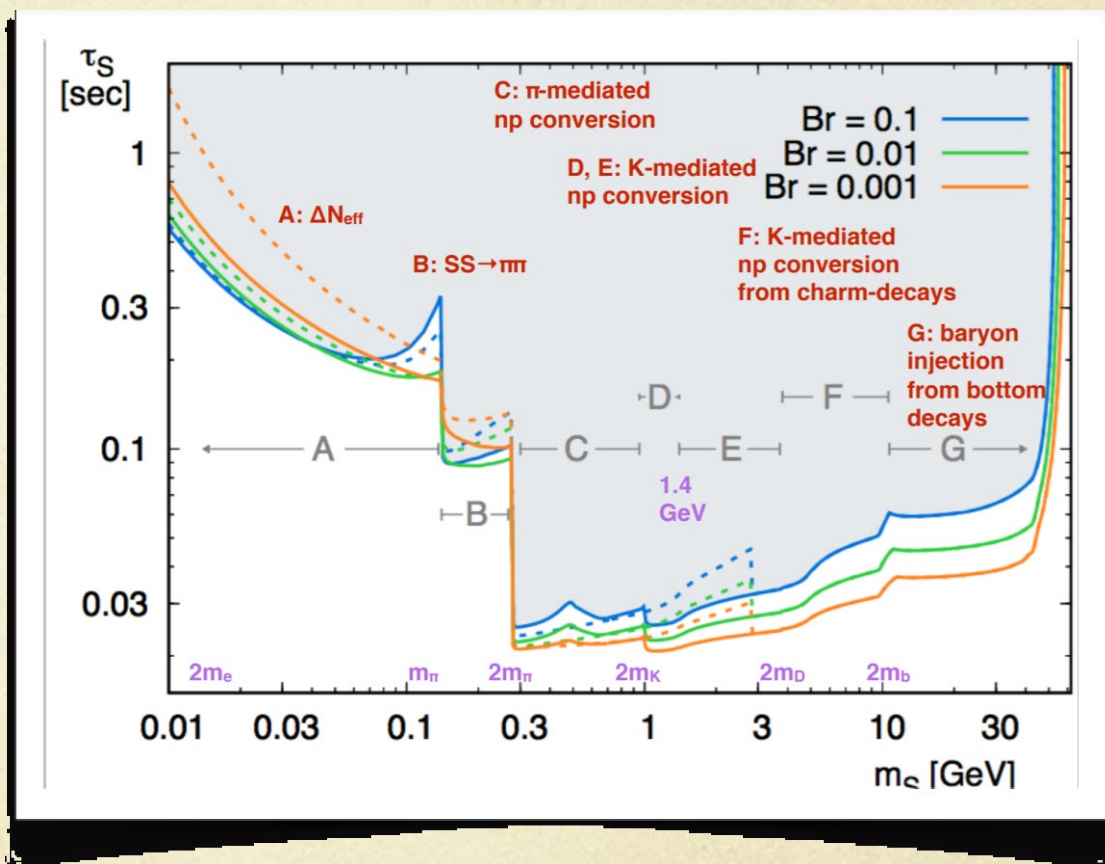 τS
[sec]
C: π-mediated
np conversion
Br = 0.1
Br = 0.01
Br = 0.001
D, E: K-mediated
np conversion
A: ΔNeff
B: SS→ππ
F: K-mediated
np conversion
from charm-decays
G: baryon
injection
from bottom
decays
1
0.3
0.1
0.03
D
F
A
C
E
G
B
1.4
GeV
2me
mπ
2mπ
2mK
2mD
2mb
0.01
0.03
0.1
0.3
1
3
10
30
mS [GeV]